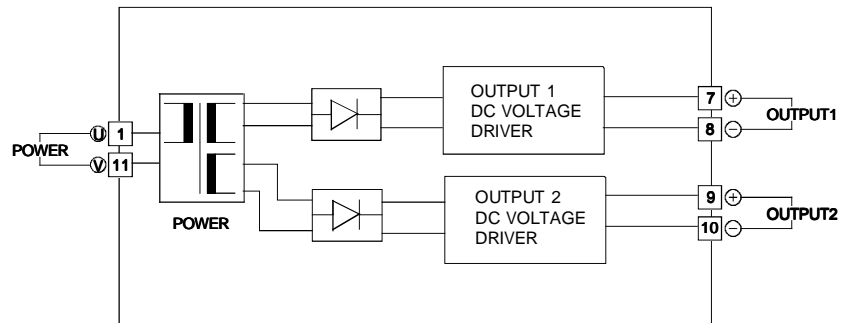 OUTPUT 1
DC VOLTAGE
DRIVER
7 +
8 −
OUTPUT1
POWER
U 1
V 11
POWER
OUTPUT 2
DC VOLTAGE
DRIVER
9 +
10 −
OUTPUT2